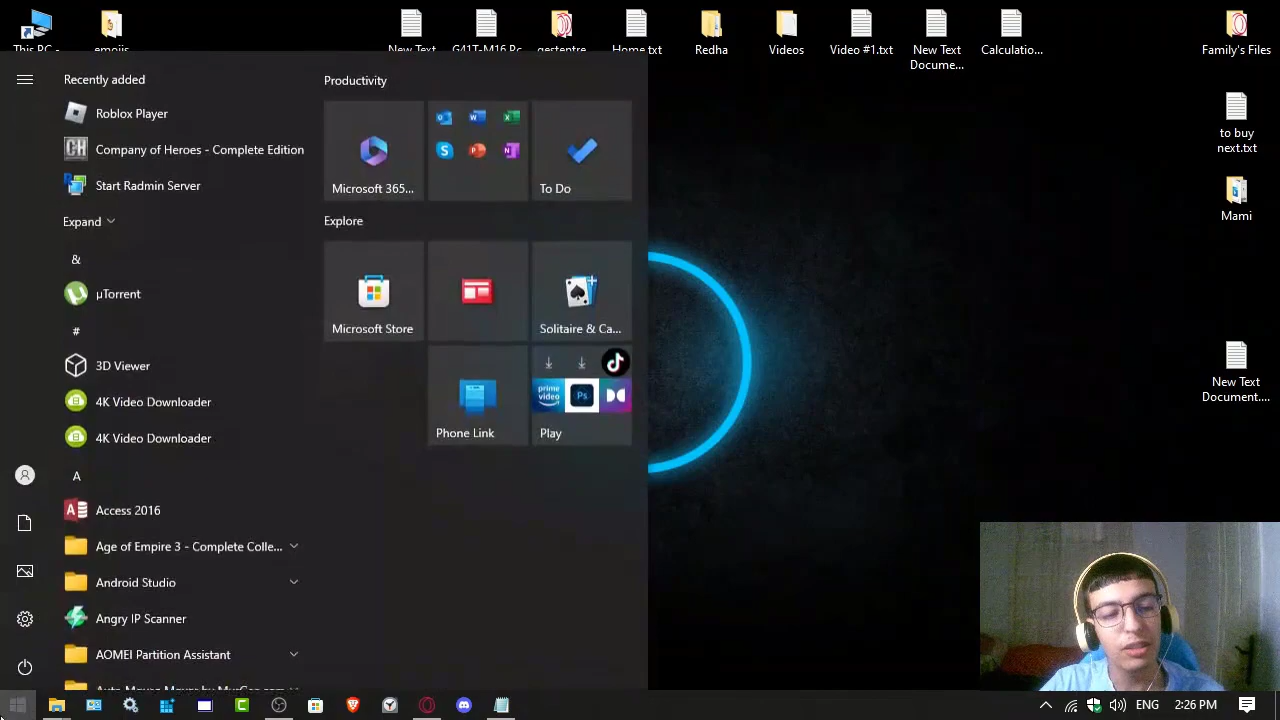 This PC -
emojis
New Text
G41T-M16 Pc
gestentre
Home.txt
Redha
Videos
Video #1.txt
New Text
Docume...
Calculatio...
Family's Files
to buy
next.txt
Mami
New Text
Document....
Recently added
Roblox Player
Company of Heroes - Complete Edition
Start Radmin Server
Expand
&
µTorrent
#
3D Viewer
4K Video Downloader
4K Video Downloader
A
Access 2016
Age of Empire 3 - Complete Colle...
Android Studio
Angry IP Scanner
AOMEI Partition Assistant
Productivity
Microsoft 365...
To Do
Explore
Microsoft Store
Solitaire & Ca...
Phone Link
prime
video
Ps
Play
ENG
2:26 PM